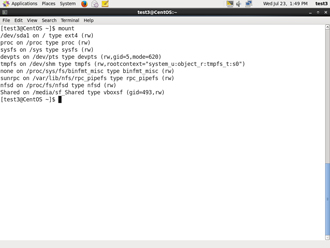 Applications Places System
Wed Jul 23, 1:49 PM test3
test3@CentOS:~
File Edit View Search Terminal Help
[test3@CentOS ~]$ mount
/dev/sda1 on / type ext4 (rw)
proc on /proc type proc (rw)
sysfs on /sys type sysfs (rw)
devpts on /dev/pts type devpts (rw,gid=5,mode=620)
tmpfs on /dev/shm type tmpfs (rw,rootcontext="system_u:object_r:tmpfs_t:s0")
none on /proc/sys/fs/binfmt_misc type binfmt_misc (rw)
sunrpc on /var/lib/nfs/rpc_pipefs type rpc_pipefs (rw)
nfsd on /proc/fs/nfsd type nfsd (rw)
Shared on /media/sf_Shared type vboxsf (gid=493,rw)
[test3@CentOS ~]$